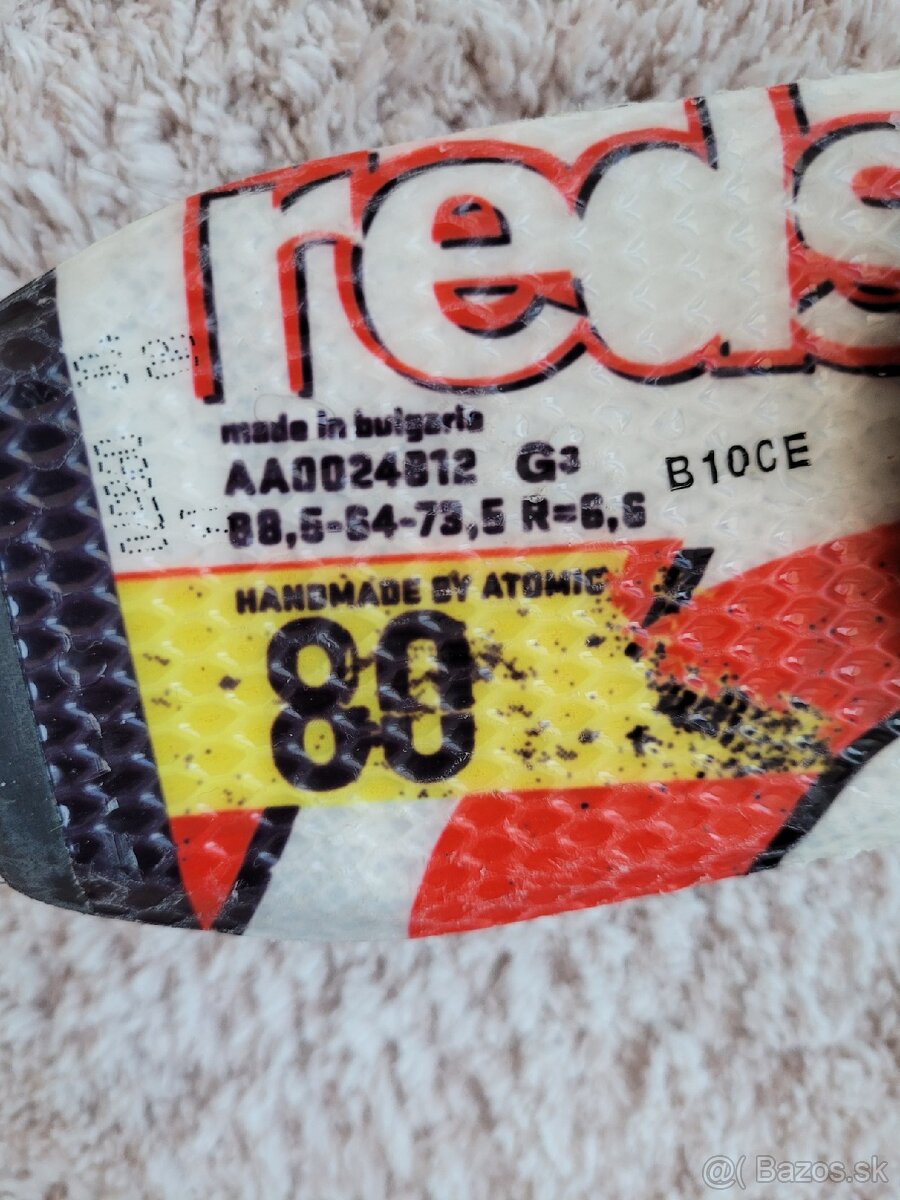 reds
made in bulgaria
AA0024812 G3
B10CE
88,5-64-73,5 R=6,6
HANDMADE BY ATOMIC
80
@( Bazos.sk